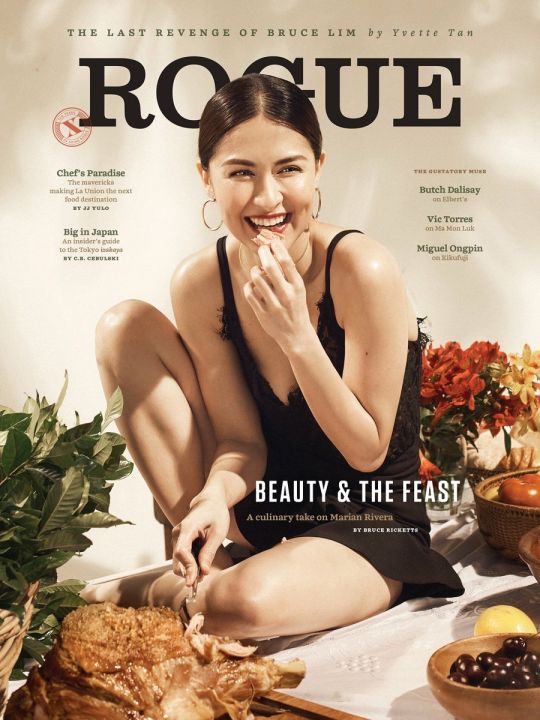 THE LAST REVENGE OF BRUCE LIM by Yvette Tan
ROGUE
X
Chef's Paradise
The mavericks
making La Union the next
food destination
BY JJ YULO
Big in Japan
An insider's guide
to the Tokyo izakaya
BY C.B. CEBULSKI
THE GUSTATORY MUSE
Butch Dalisay
on Elbert's
Vic Torres
on Ma Mon Luk
Miguel Ongpin
on Kikufuji
BEAUTY & THE FEAST
A culinary take on Marian Rivera
BY BRUCE RICKETTS